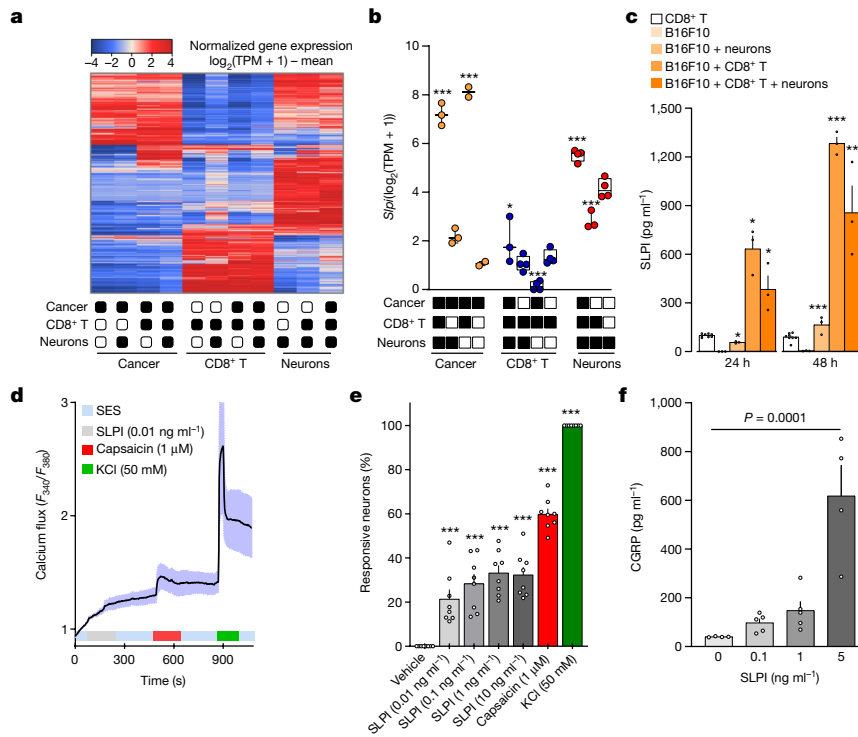 a
−4 −2 0 2 4
Normalized gene expression
log2(TPM + 1) – mean
Cancer
CD8+ T
Neurons
Cancer CD8+ T Neurons
b
Slpi(log2(TPM + 1))
10
8
6
4
2
0
***
***
*
***
***
***
Cancer
CD8+ T
Neurons
Cancer CD8+ T Neurons
c
CD8+ T
B16F10
B16F10 + neurons
B16F10 + CD8+ T
B16F10 + CD8+ T + neurons
SLPI (pg ml−1)
1,500
1,200
900
600
300
0
*
*
*
***
***
**
24 h 48 h
d
Calcium flux (F340/F380)
3
2
1
SES
SLPI (0.01 ng ml−1)
Capsaicin (1 μM)
KCl (50 mM)
0 300 600 900
Time (s)
e
Responsive neurons (%)
100
80
60
40
20
0
***
***
***
***
***
***
Vehicle
SLPI (0.01 ng ml−1)
SLPI (0.1 ng ml−1)
SLPI (1 ng ml−1)
SLPI (10 ng ml−1)
Capsaicin (1 μM)
KCl (50 mM)
f
CGRP (pg ml−1)
1,000
800
600
400
200
0
P = 0.0001
0 0.1 1 5
SLPI (ng ml−1)